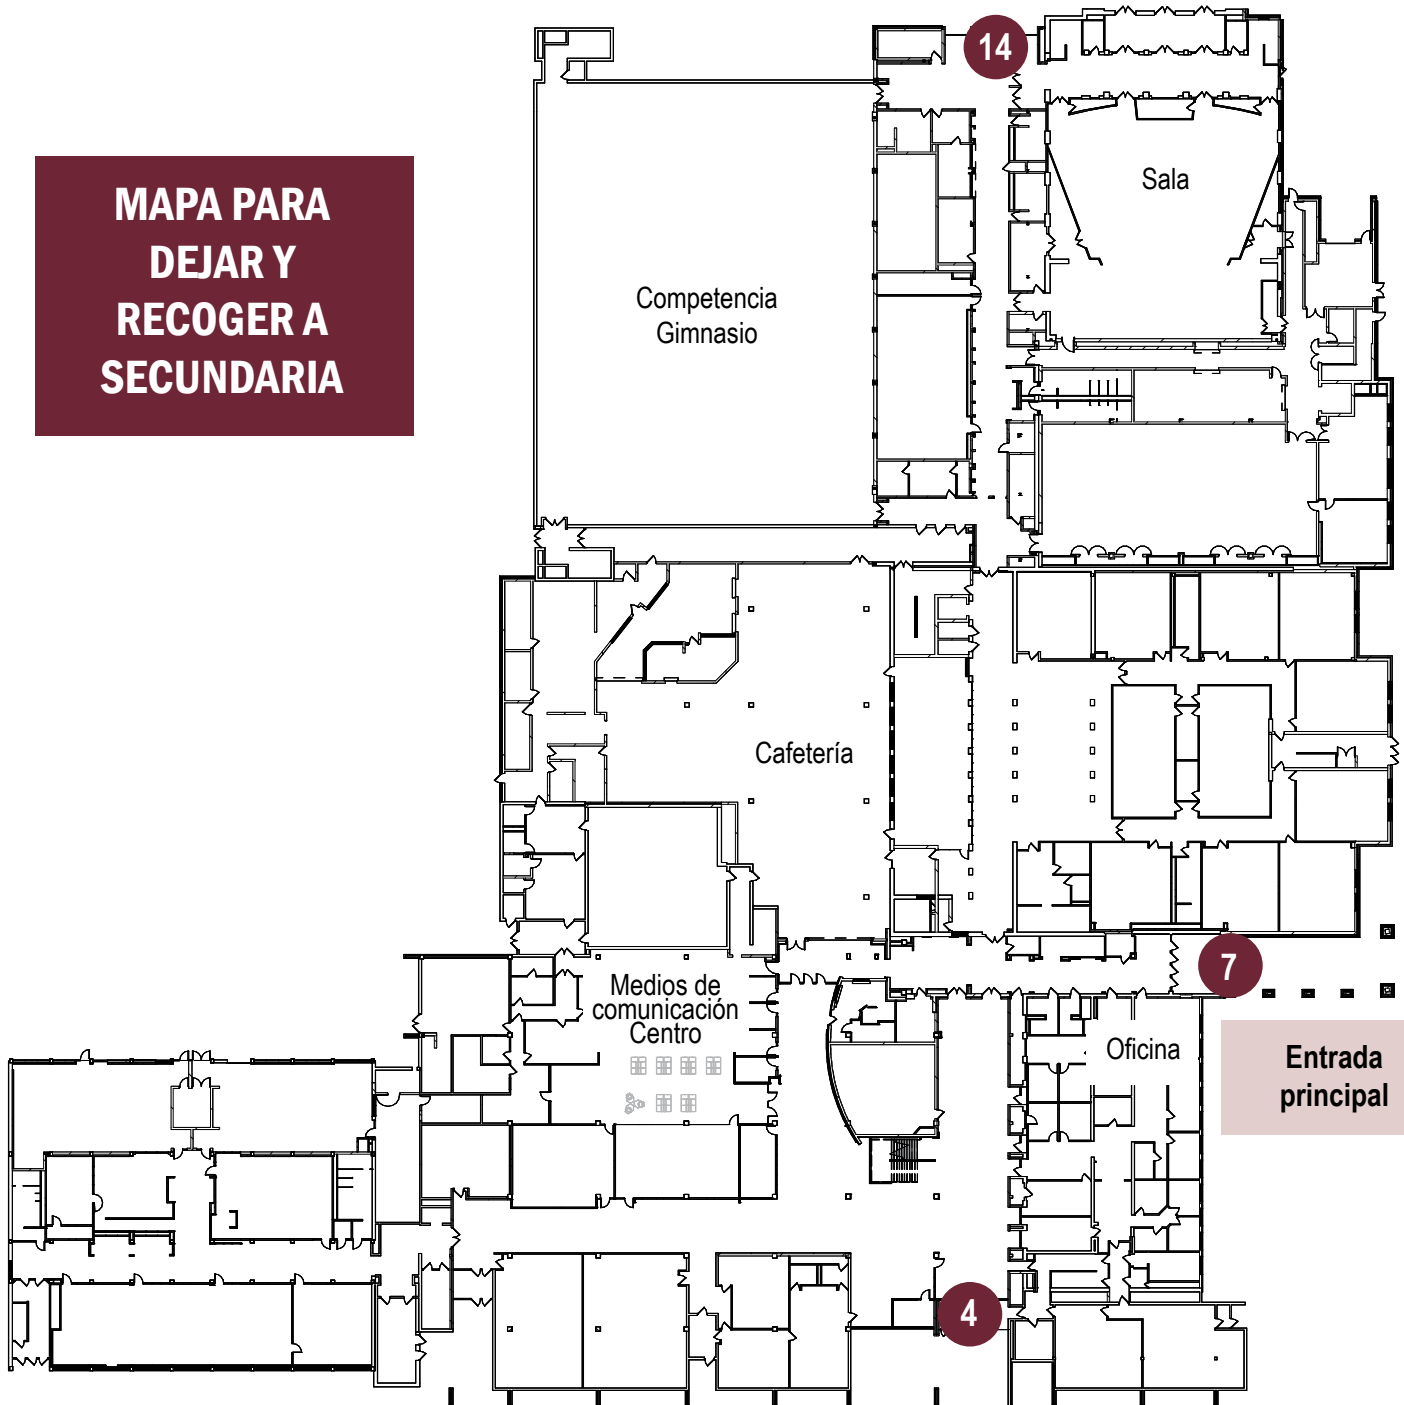 14
MAPA PARA
DEJAR Y
RECOGER A
SECUNDARIA
Sala
Competencia
Gimnasio
Cafetería
7
Medios de
comunicación
Centro
Oficina
Entrada
principal
4